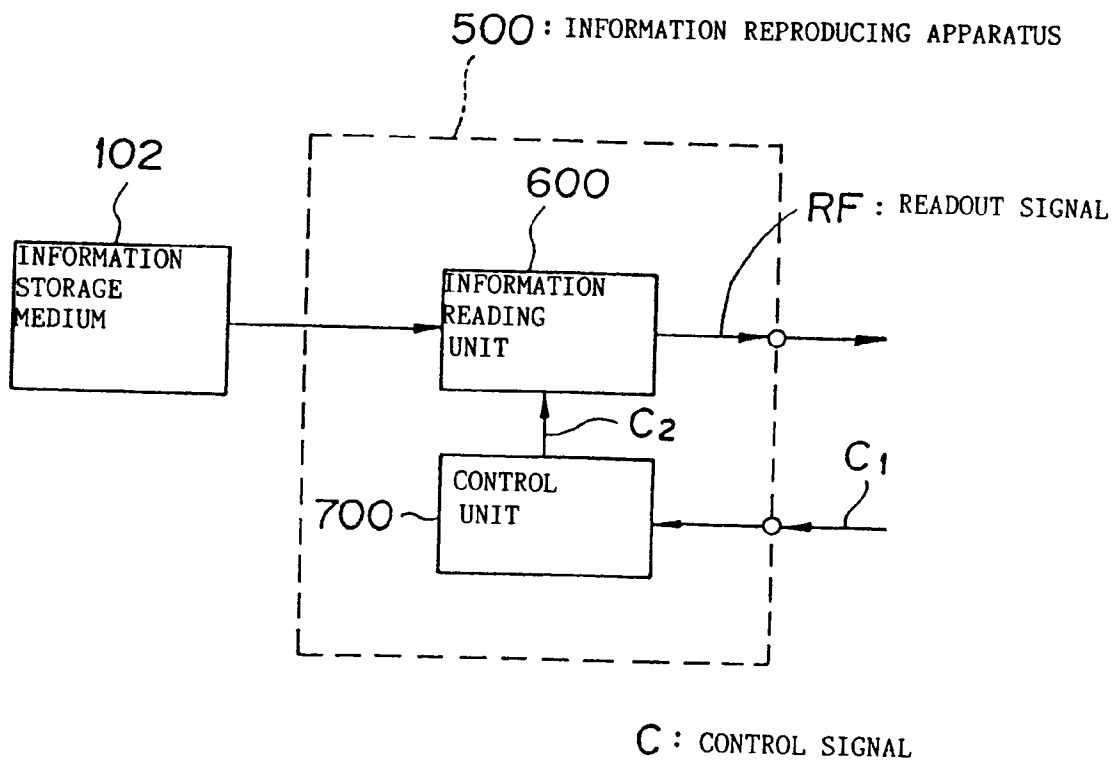 500 : INFORMATION REPRODUCING APPARATUS
102
600
RF : READOUT SIGNAL
INFORMATION
STORAGE
MEDIUM
INFORMATION
READING
UNIT
C2
C1
700
CONTROL
UNIT
C : CONTROL SIGNAL